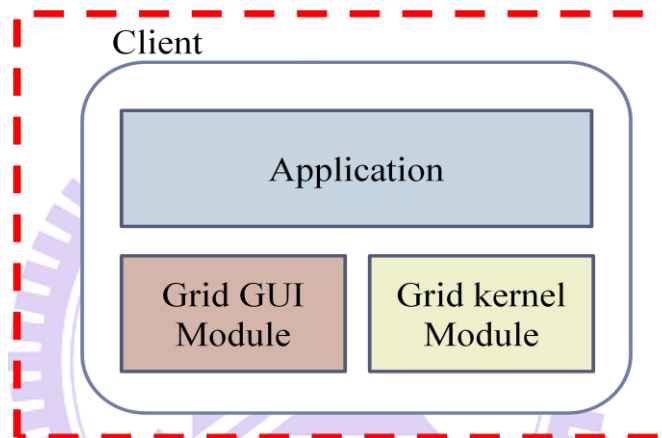 Client
Application
Grid GUI
Module
Grid kernel
Module